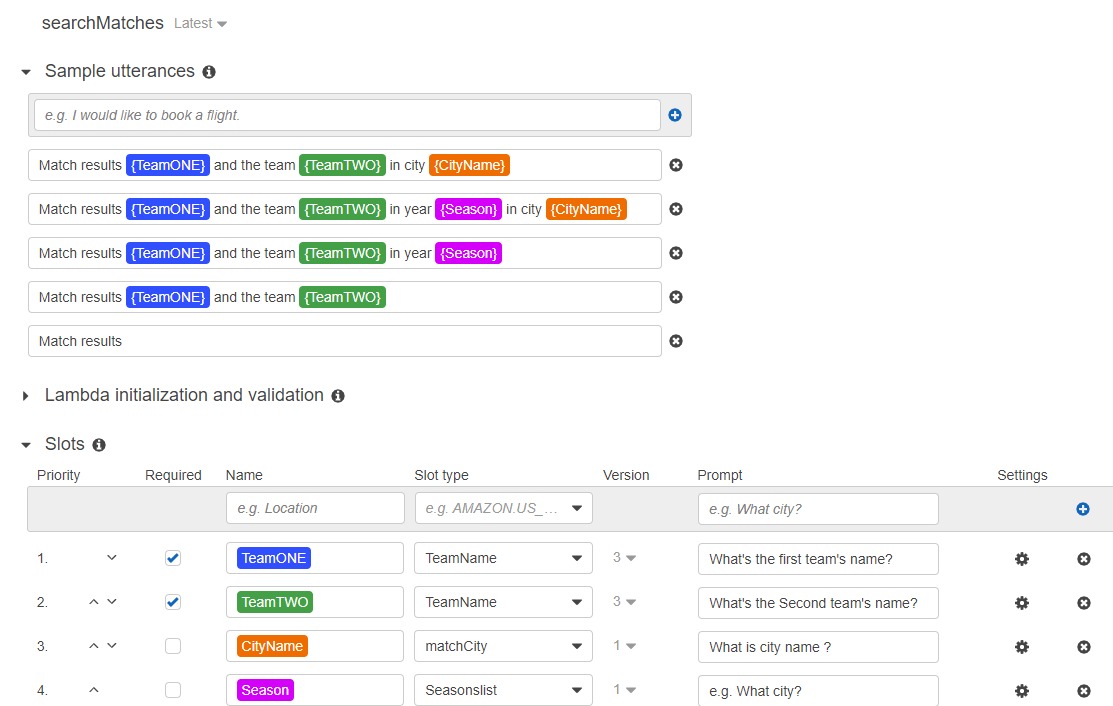 searchMatches Latest
Sample utterances
e.g. I would like to book a flight.
Match results {TeamONE} and the team {TeamTWO} in city {CityName}
Match results {TeamONE} and the team {TeamTWO} in year {Season} in city {CityName}
Match results {TeamONE} and the team {TeamTWO} in year {Season}
Match results {TeamONE} and the team {TeamTWO}
Match results
Lambda initialization and validation
Slots
Priority Required Name Slot type Version Prompt Settings
e.g. Location e.g. AMAZON.US_... e.g. What city?
1. TeamONE TeamName 3 What's the first team's name?
2. TeamTWO TeamName 3 What's the Second team's name?
3. CityName matchCity 1 What is city name ?
4. Season Seasonslist 1 e.g. What city?